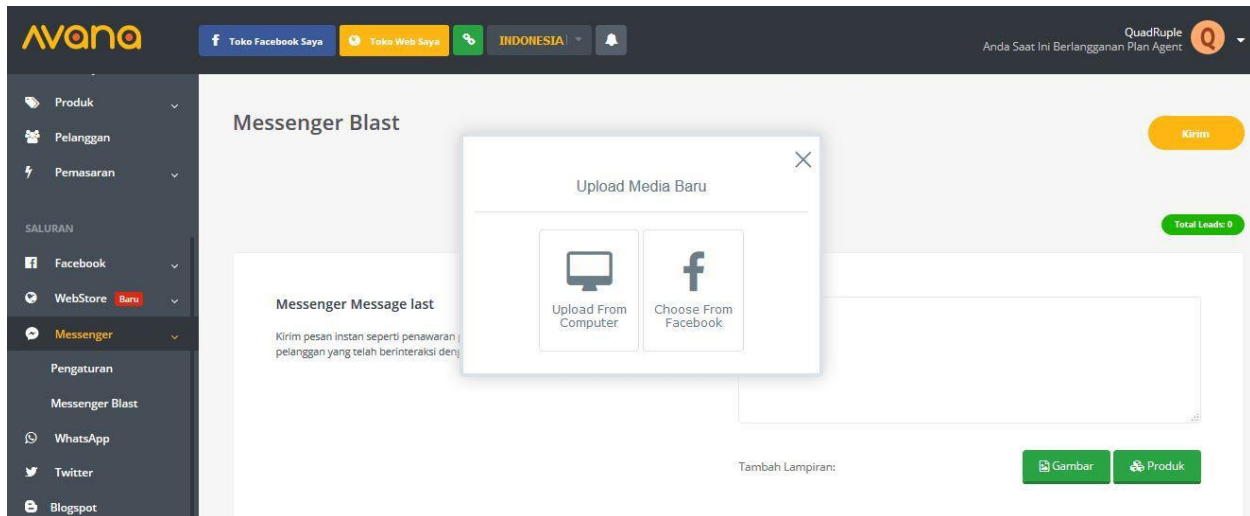 Avana
Toko Facebook Saya
Toko Web Saya
INDONESIA
QuadRuple
Anda Saat Ini Berlangganan Plan Agent
Q
Produk
Pelanggan
Pemasaran
SALURAN
Facebook
WebStore Baru
Messenger
Pengaturan
Messenger Blast
WhatsApp
Twitter
Blogspot
Messenger Blast
Kirim
Total Leads: 0
Upload Media Baru
Upload From
Computer
Choose From
Facebook
Messenger Message last
Kirim pesan instan seperti penawaran
pelanggan yang telah berinteraksi
Tambah Lampiran:
Gambar
Produk